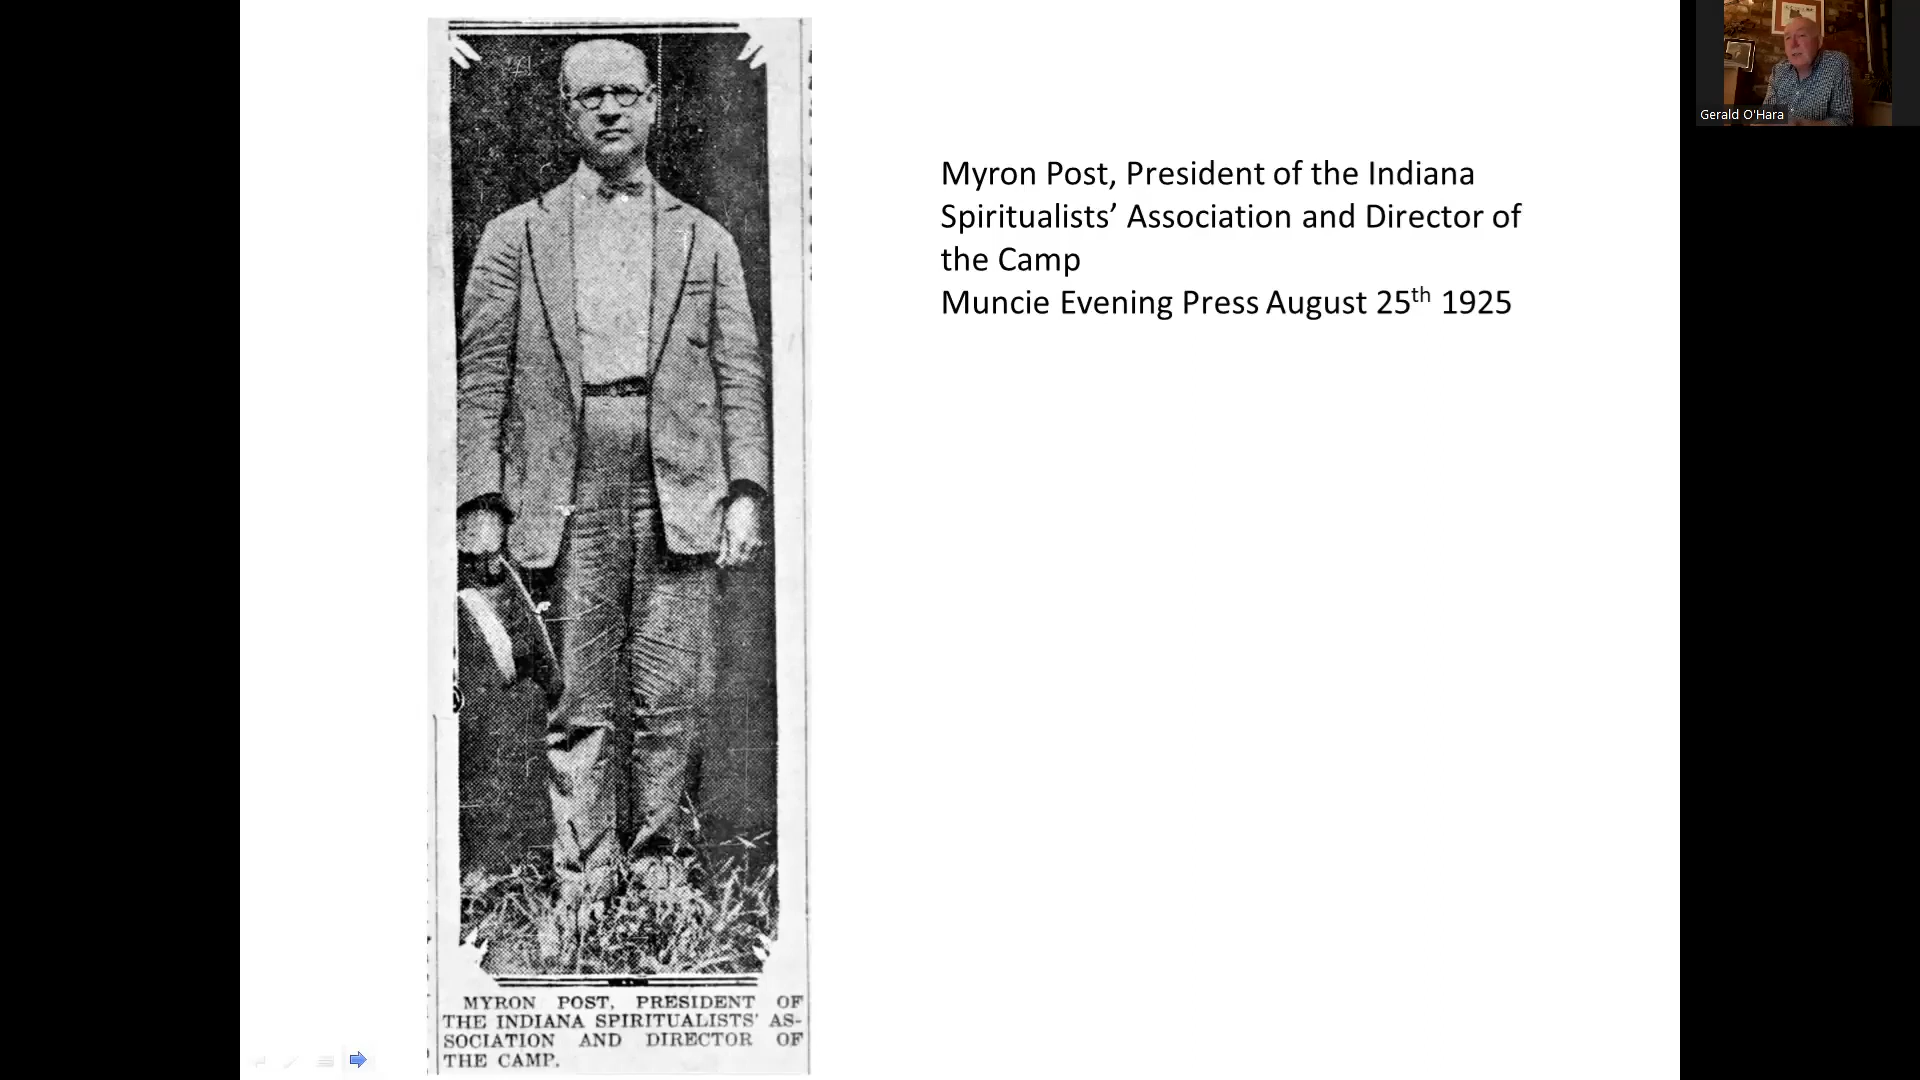 Gerald O'Hara
Myron Post, President of the Indiana
Spiritualists’ Association and Director of
the Camp
Muncie Evening Press August 25th 1925
MYRON POST, PRESIDENT OF
THE INDIANA SPIRITUALISTS' AS-
SOCIATION AND DIRECTOR OF
THE CAMP.